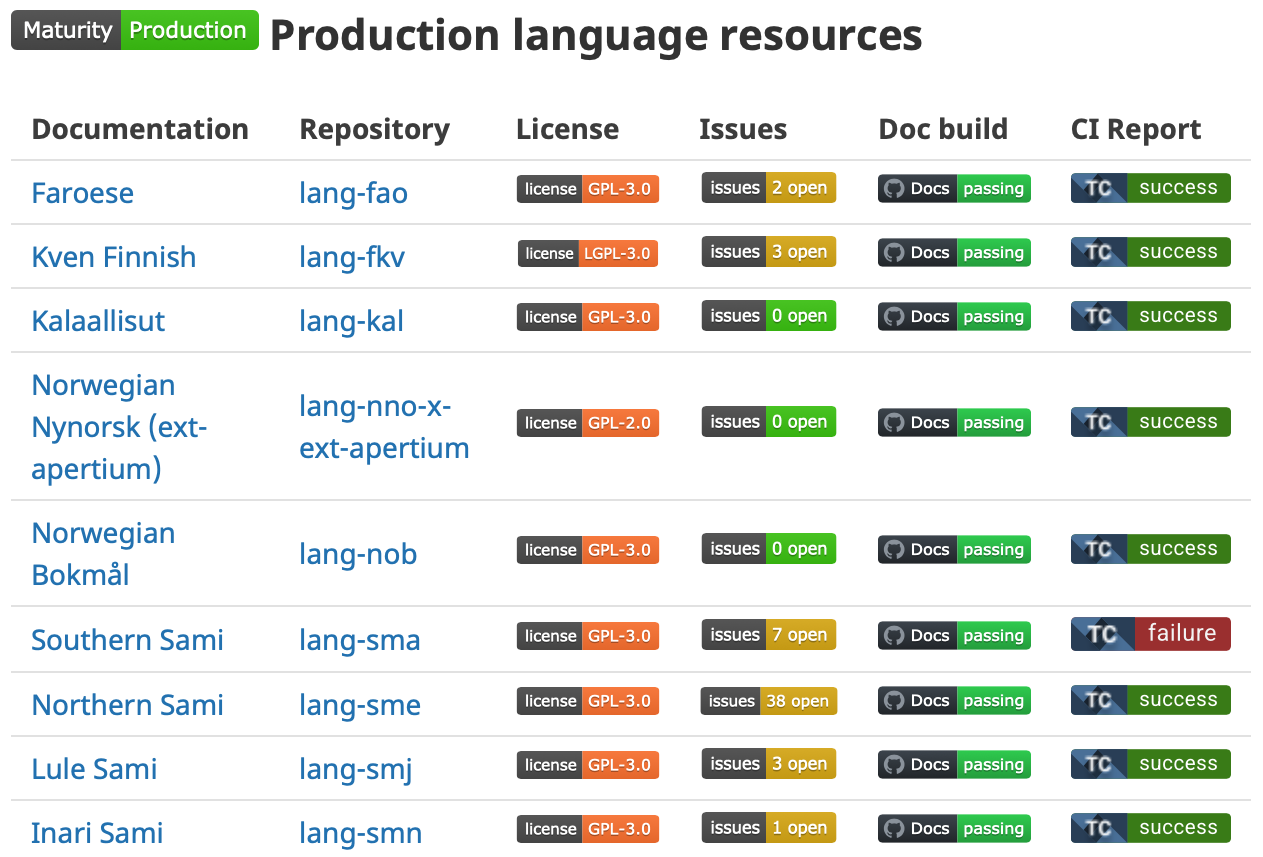 Maturity Production Production language resources
Documentation Repository License Issues Doc build CI Report
Faroese lang-fao license GPL-3.0 issues 2 open Docs passing TC success
Kven Finnish lang-fkv license LGPL-3.0 issues 3 open Docs passing TC success
Kalaallisut lang-kal license GPL-3.0 issues 0 open Docs passing TC success
Norwegian
Nynorsk (ext-
apertium)
lang-nno-x-
ext-apertium
license GPL-2.0 issues 0 open Docs passing TC success
Norwegian
Bokmål
lang-nob license GPL-3.0 issues 0 open Docs passing TC success
Southern Sami lang-sma license GPL-3.0 issues 7 open Docs passing TC failure
Northern Sami lang-sme license GPL-3.0 issues 38 open Docs passing TC success
Lule Sami lang-smj license GPL-3.0 issues 3 open Docs passing TC success
Inari Sami lang-smn license GPL-3.0 issues 1 open Docs passing TC success